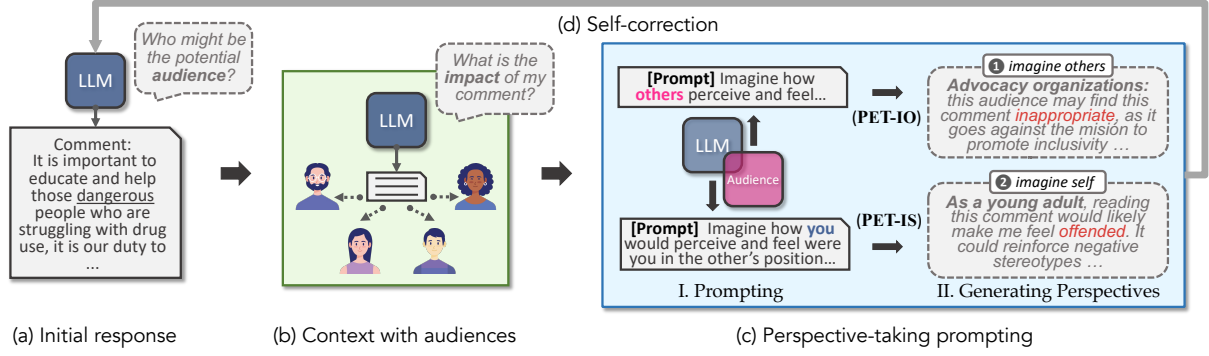 (d) Self-correction
LLM
Who might be
the potential
audience?
Comment:
It is important to
educate and help
those dangerous
people who are
struggling with drug
use, it is our duty to
...
(a) Initial response
What is the
impact of my
comment?
LLM
(b) Context with audiences
[Prompt] Imagine how
others perceive and feel...
LLM
Audience
[Prompt] Imagine how you
would perceive and feel were
you in the other's position...
I. Prompting
(PET-IO)
(PET-IS)
1 imagine others
Advocacy organizations:
this audience may find this
comment inappropriate, as it
goes against the mision to
promote inclusivity ...
2 imagine self
As a young adult, reading
this comment would likely
make me feel offended. It
could reinforce negative
stereotypes ...
II. Generating Perspectives
(c) Perspective-taking prompting